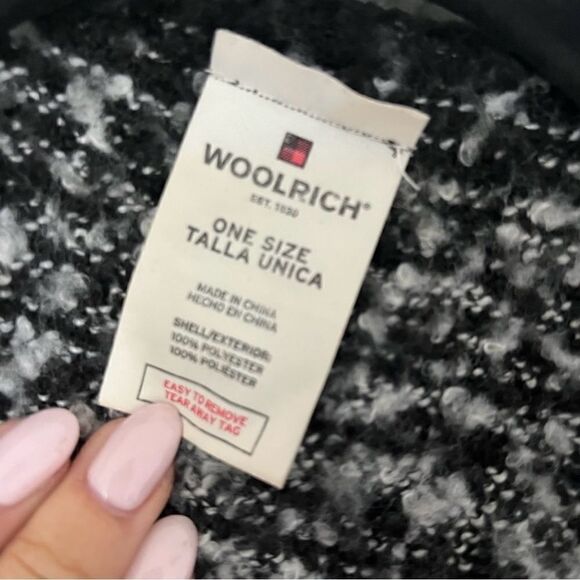 WOOLRICH®
EST. 1830
ONE SIZE
TALLA UNICA
MADE IN CHINA
HECHO EN CHINA
SHELL/EXTERIOR:
100% POLYESTER
100% POLIÉSTER
EASY TO REMOVE
TEAR AWAY TAG